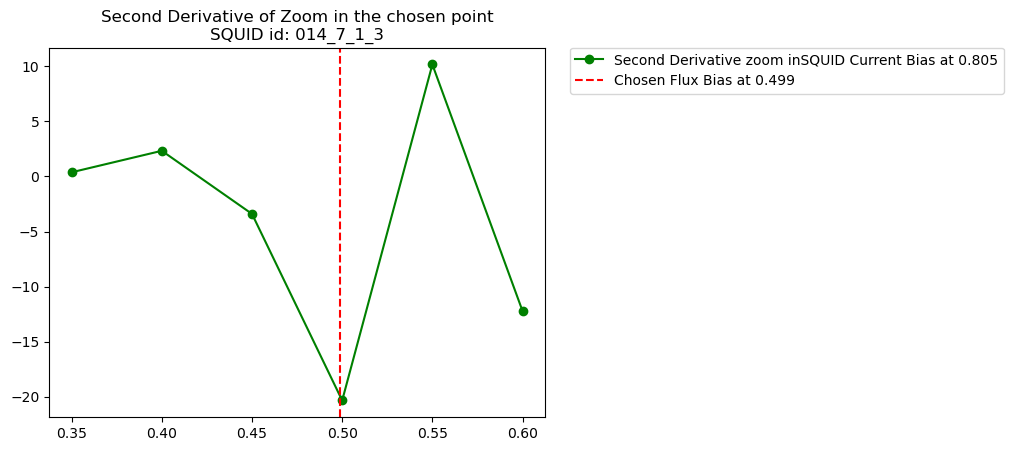 Second Derivative of Zoom in the chosen point
SQUID id: 014_7_1_3
Second Derivative zoom inSQUID Current Bias at 0.805
Chosen Flux Bias at 0.499
10
5
0
−5
−10
−15
−20
0.35 0.40 0.45 0.50 0.55 0.60